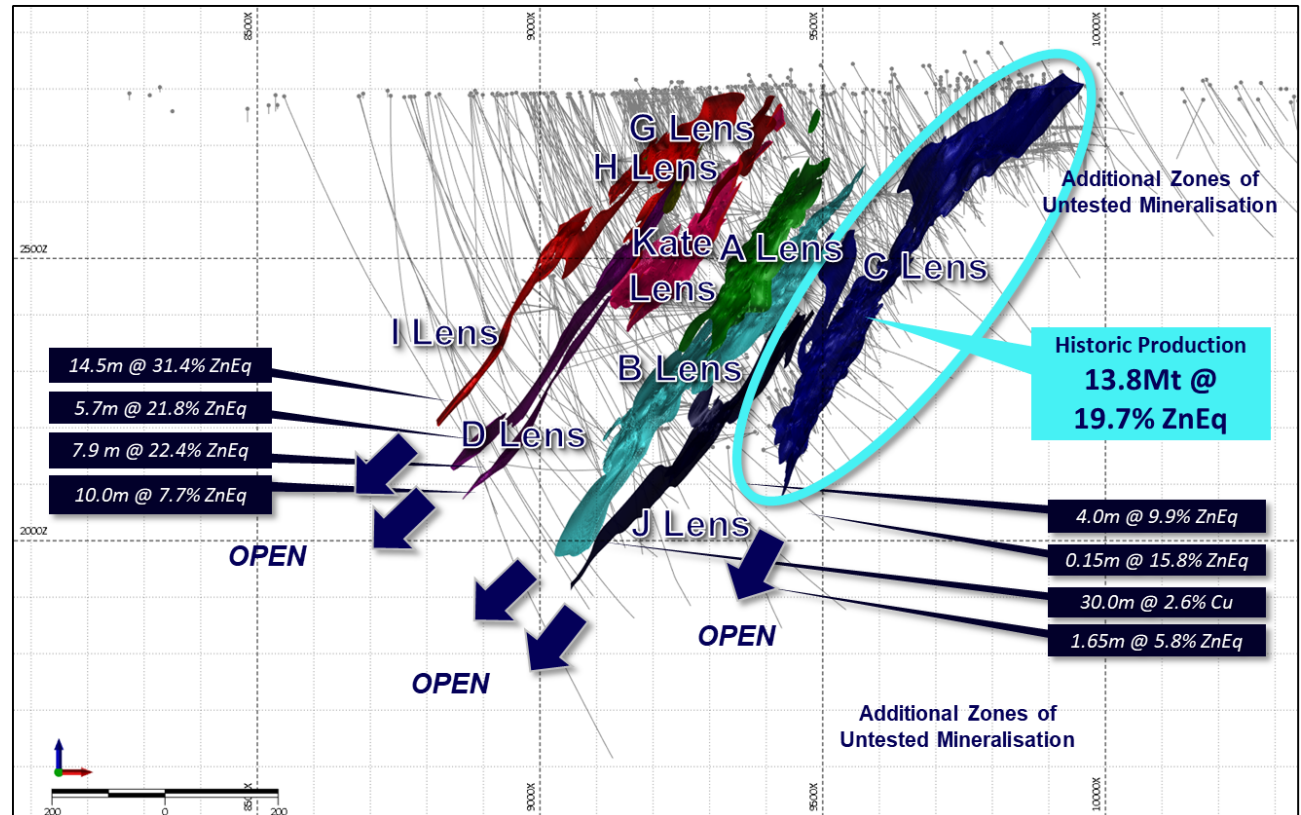 8500X
9000X
9500X
10000X
G Lens
H Lens
Additional Zones of
Untested Mineralisation
2500Z
Kate
Lens
A Lens
C Lens
I Lens
Historic Production
13.8Mt @
19.7% ZnEq
14.5m @ 31.4% ZnEq
B Lens
5.7m @ 21.8% ZnEq
D Lens
7.9 m @ 22.4% ZnEq
10.0m @ 7.7% ZnEq
4.0m @ 9.9% ZnEq
2000Z
J Lens
OPEN
0.15m @ 15.8% ZnEq
30.0m @ 2.6% Cu
OPEN
1.65m @ 5.8% ZnEq
OPEN
Additional Zones of
Untested Mineralisation
200
0
200
8500X
9000X
9500X
10000X